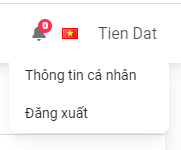 0
Tien Dat
Thông tin cá nhân
Đăng xuất